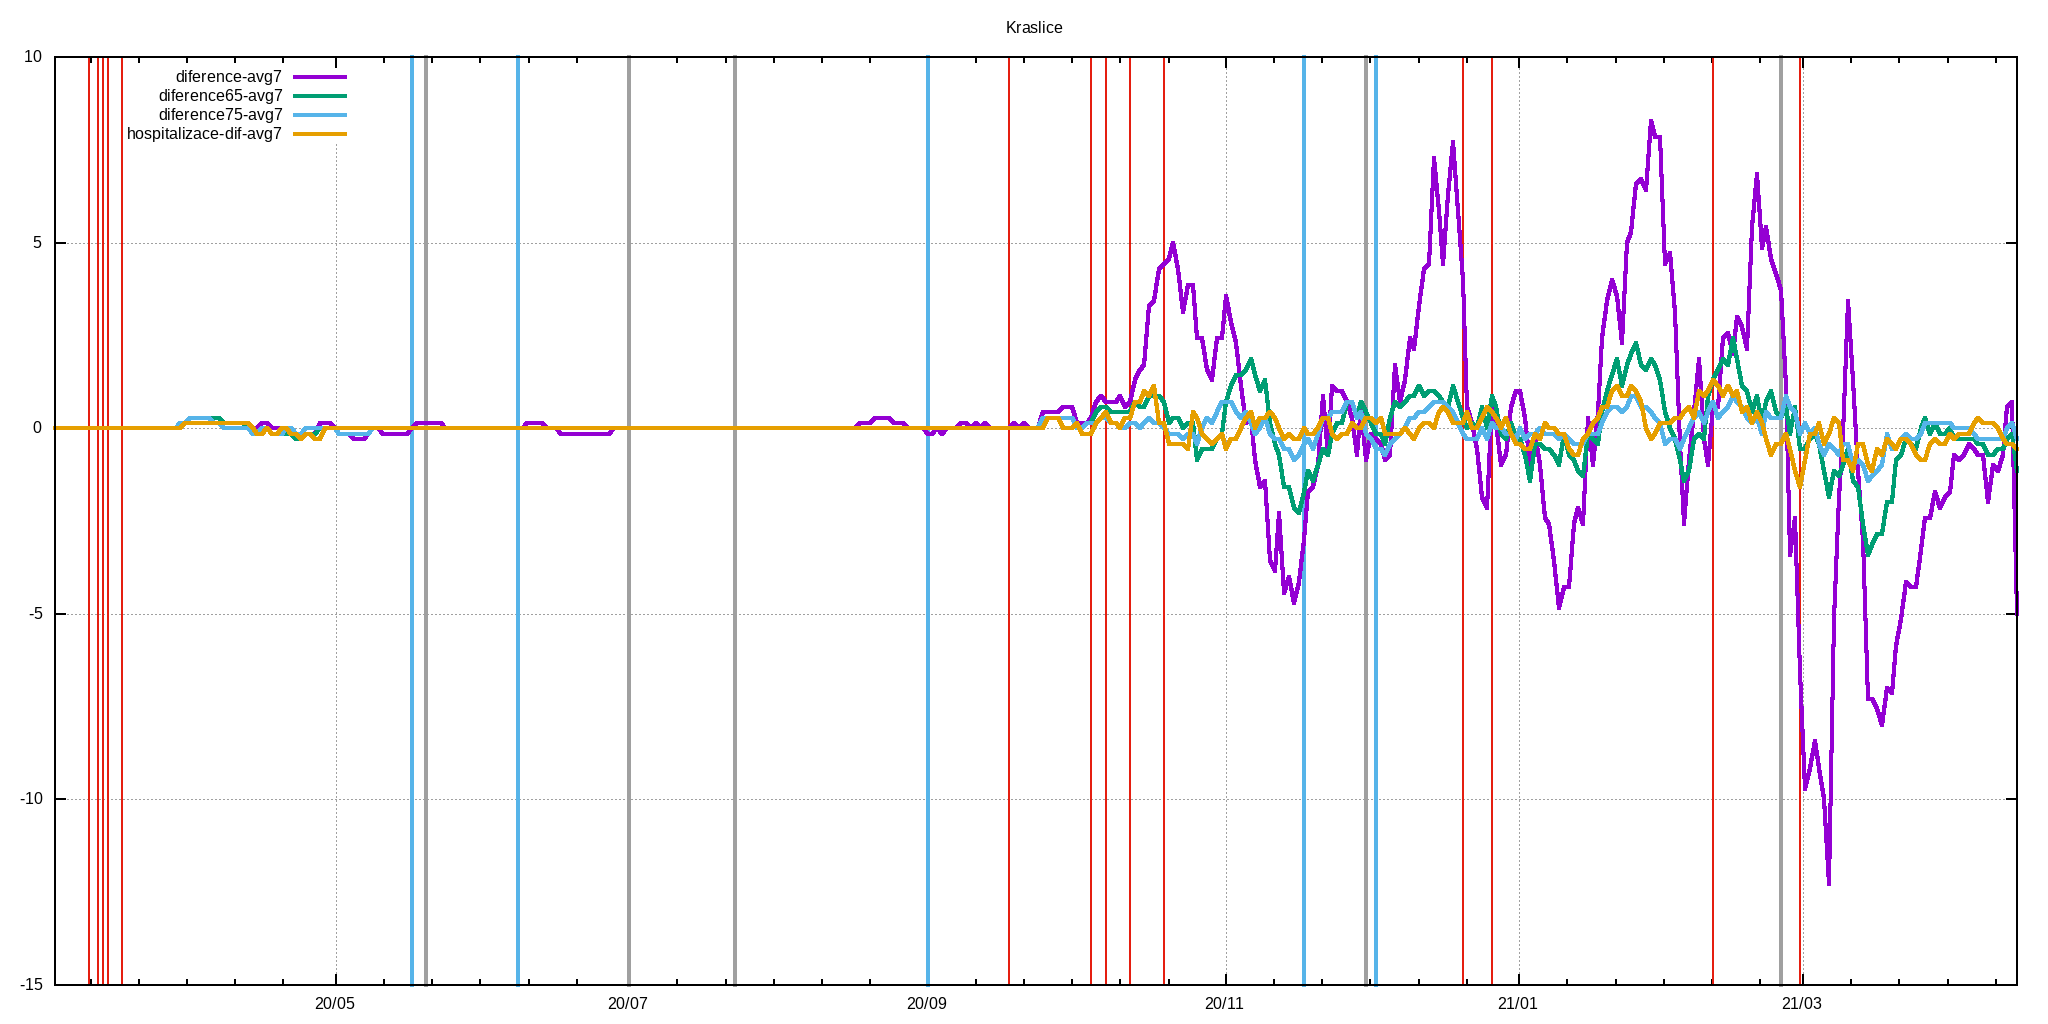 Kraslice
diference-avg7
diference65-avg7
diference75-avg7
hospitalizace-dif-avg7
10
5
0
-5
-10
-15
20/05 20/07 20/09 20/11 21/01 21/03